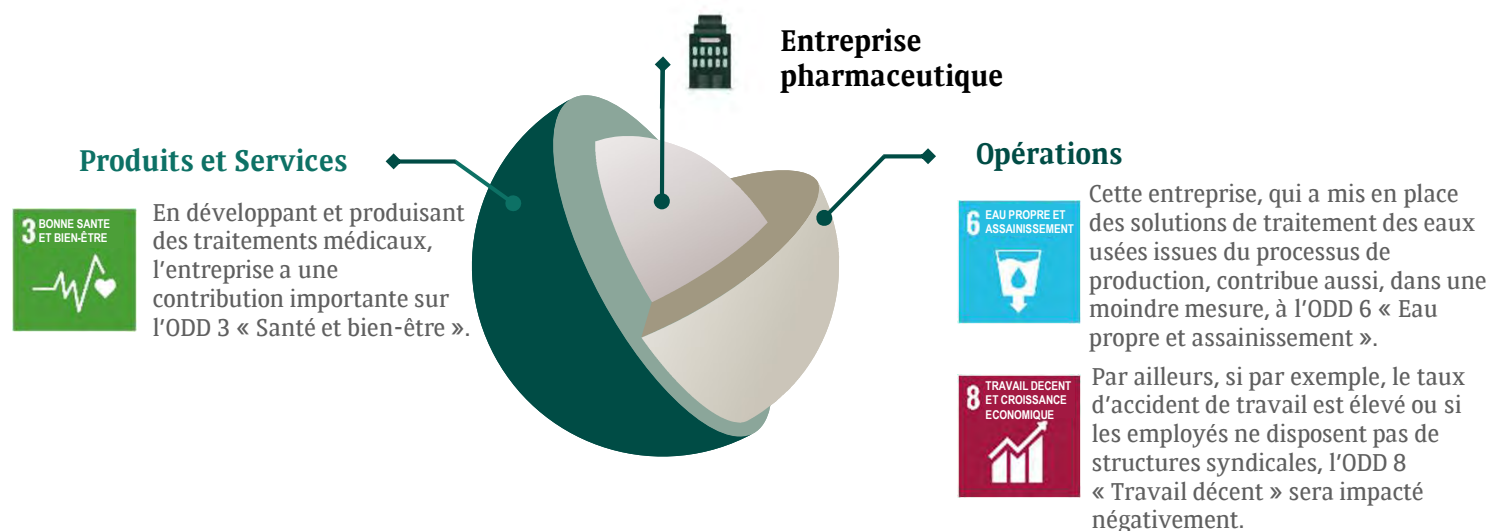 Entreprise
pharmaceutique
Produits et Services
3 BONNE SANTE
ET BIEN-ÊTRE
En développant et produisant
des traitements médicaux,
l’entreprise a une
contribution importante sur
l’ODD 3 « Santé et bien-être ».
Opérations
6 EAU PROPRE ET
ASSAINISSEMENT
Cette entreprise, qui a mis en place
des solutions de traitement des eaux
usées issues du processus de
production, contribue aussi, dans une
moindre mesure, à l’ODD 6 « Eau
propre et assainissement ».
8 TRAVAIL DECENT
ET CROISSANCE
ECONOMIQUE
Par ailleurs, si par exemple, le taux
d’accident de travail est élevé ou si
les employés ne disposent pas de
structures syndicales, l’ODD 8
« Travail décent » sera impacté
négativement.